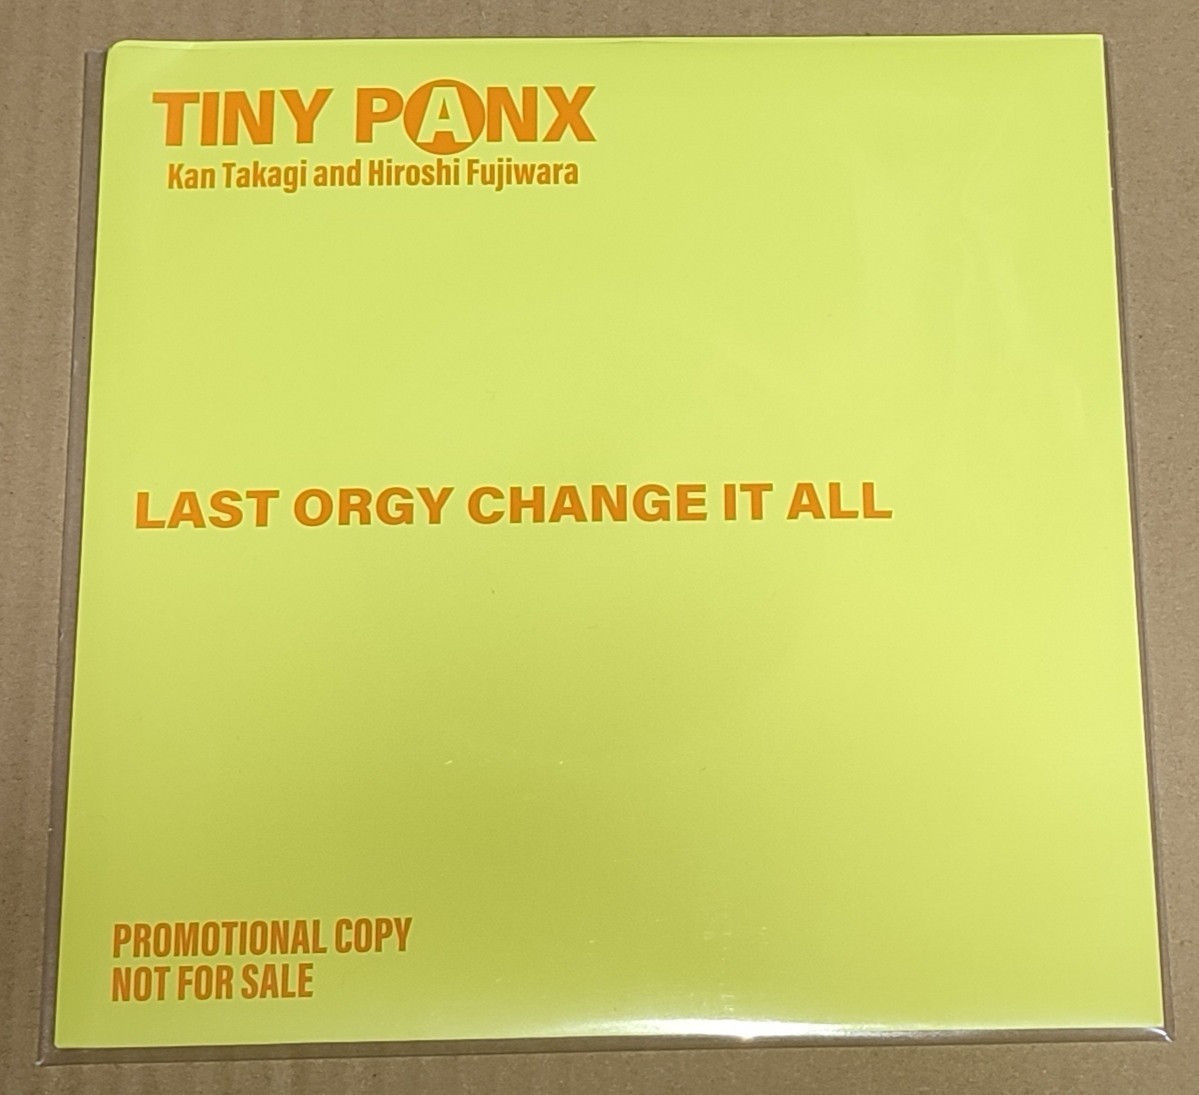 TINY PANX
Kan Takagi and Hiroshi Fujiwara
LAST ORGY CHANGE IT ALL
PROMOTIONAL COPY
NOT FOR SALE